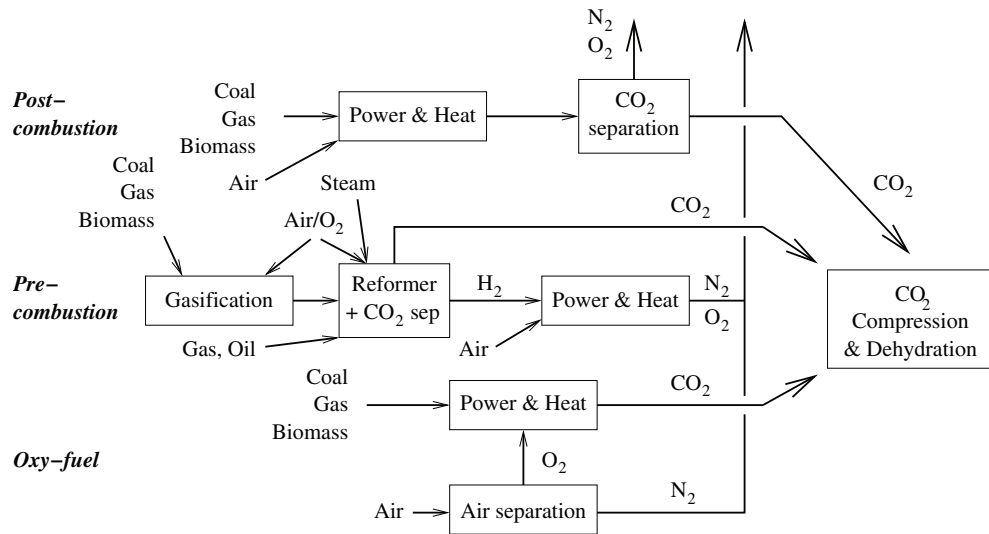 N₂
O₂
Post–
combustion
Coal
Gas
Biomass
Air
Power & Heat
CO₂
separation
CO₂
Coal
Gas
Biomass
Steam
Air/O₂
CO₂
Pre–
combustion
Gasification
Gas, Oil
Reformer
+ CO₂ sep
H₂
Air
Power & Heat
N₂
O₂
CO₂
Compression
& Dehydration
Coal
Gas
Biomass
Power & Heat
CO₂
Oxy–fuel
O₂
Air
Air separation
N₂